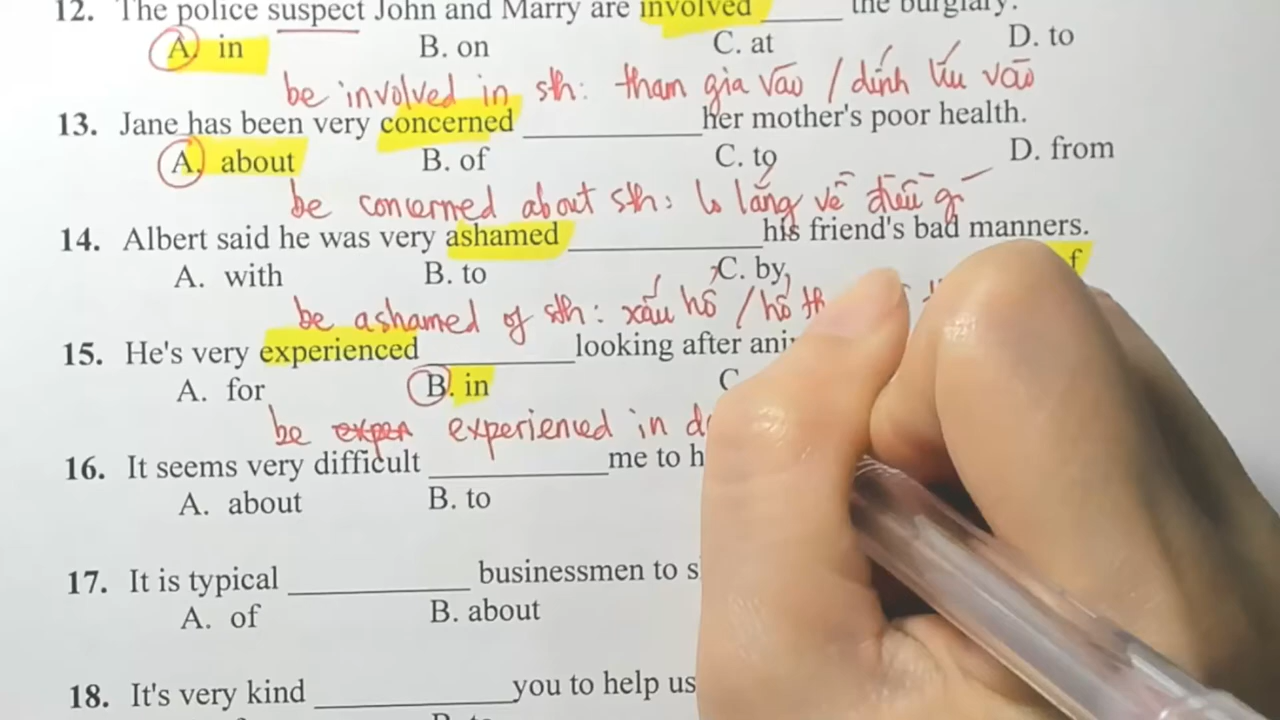 12. The police suspect John and Marry are involved ______ the burglary.
A. in B. on C. at D. to
be involved in sth: tham gia vào / dính líu vào
13. Jane has been very concerned ______ her mother's poor health.
A. about B. of C. to D. from
be concerned about sth: lo lắng về điều gì
14. Albert said he was very ashamed ______ his friend's bad manners.
A. with B. to C. by f
be ashamed of sth: xấu hổ / hổ th
15. He's very experienced ______ looking after ani
A. for B. in C
be exper experienced in d
16. It seems very difficult ______ me to h
A. about B. to
17. It is typical ______ businessmen to s
A. of B. about
18. It's very kind ______ you to help us